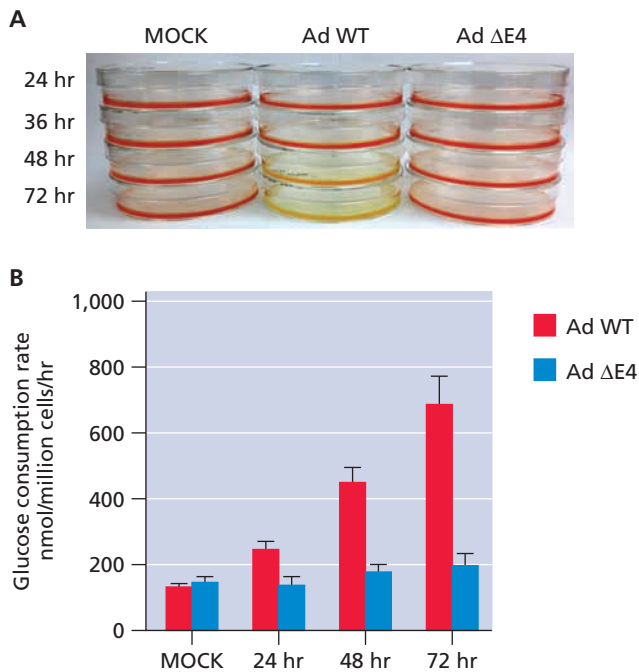 A
MOCK Ad WT Ad ΔE4
24 hr
36 hr
48 hr
72 hr
B
Glucose consumption rate
nmol/million cells/hr
1,000
800
600
400
200
0
MOCK 24 hr 48 hr 72 hr
Ad WT
Ad ΔE4